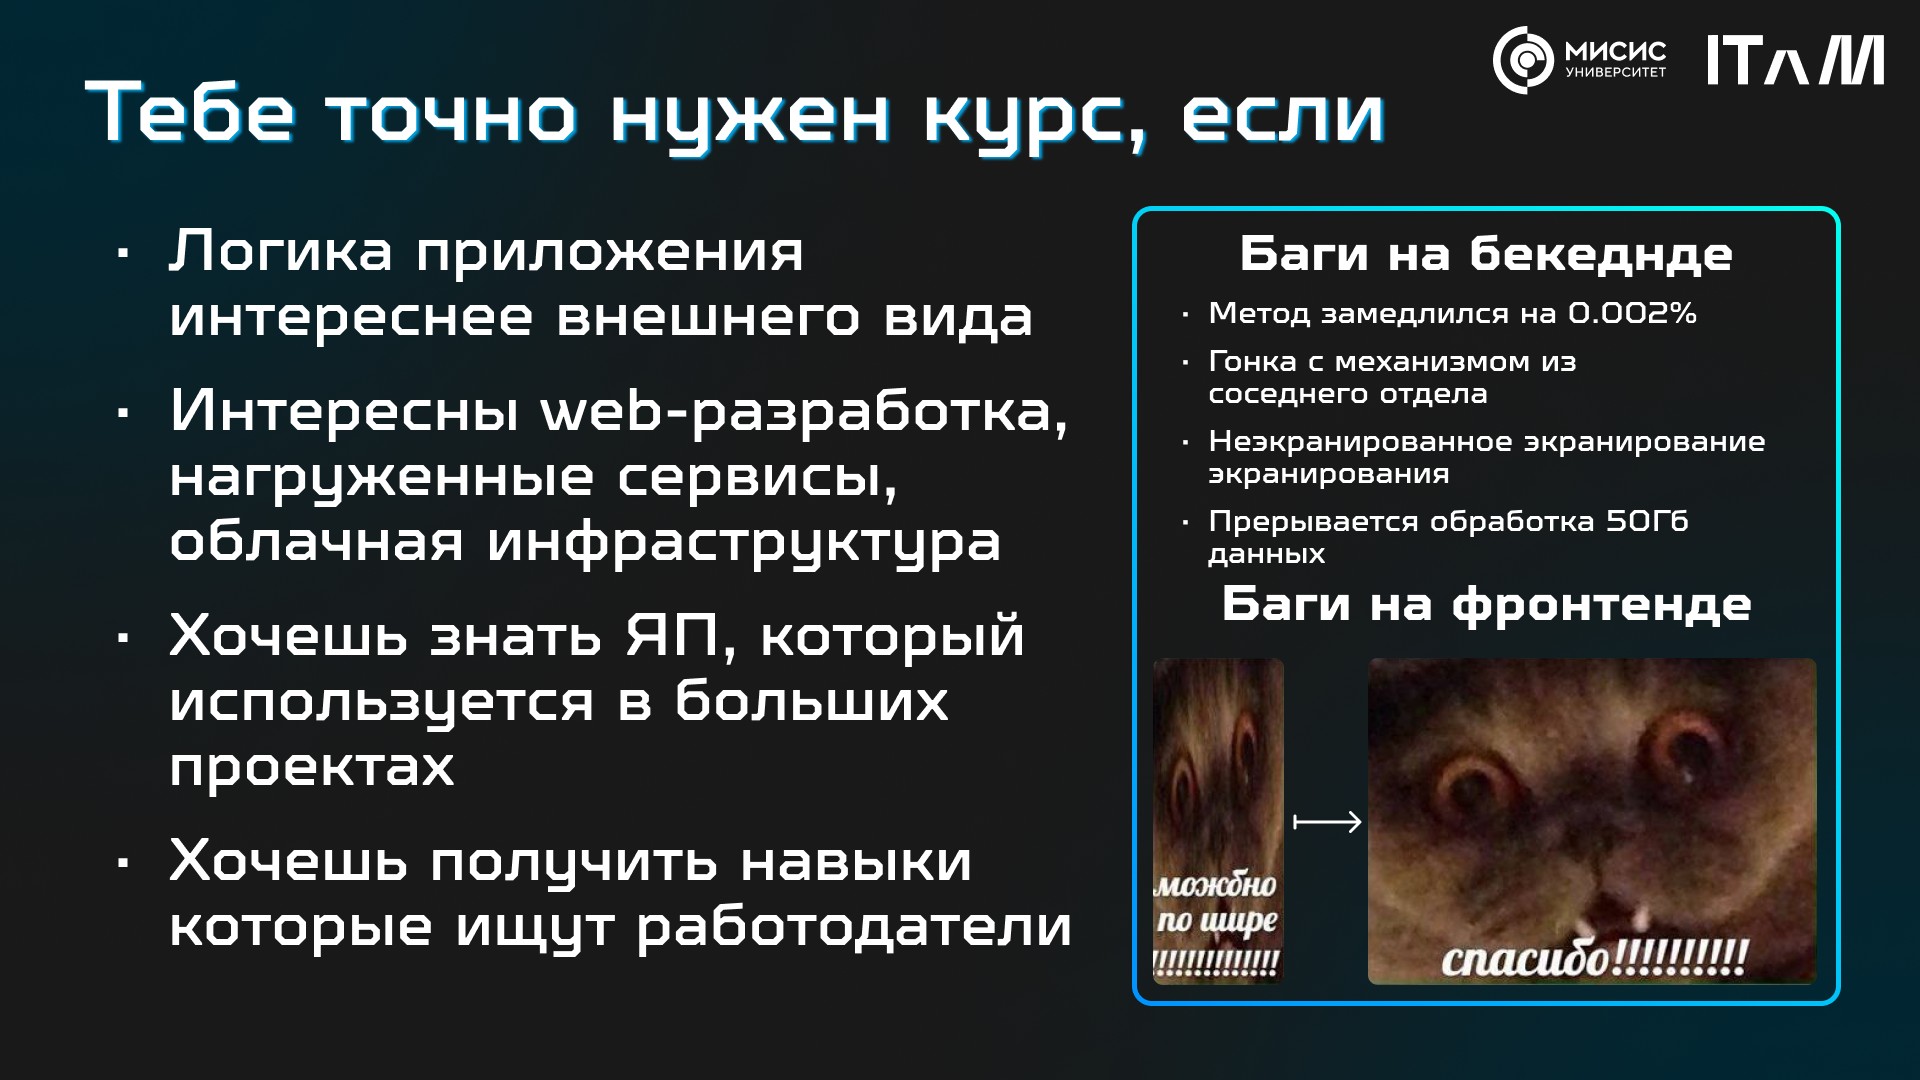 МИСИС
УНИВЕРСИТЕТ
ITAM
Тебе точно нужен курс, если
· Логика приложения
интереснее внешнего вида
· Интересны web-разработка,
нагруженные сервисы,
облачная инфраструктура
· Хочешь знать ЯП, который
используется в больших
проектах
· Хочешь получить навыки
которые ищут работодатели
Баги на бекеднде
· Метод замедлился на 0.002%
· Гонка с механизмом из
соседнего отдела
· Неэкранированное экранирование
экранирования
· Прерывается обработка 50Гб
данных
Баги на фронтенде
можбно
по шире
!!!!!!!!!!!!!
спасибо!!!!!!!!!!